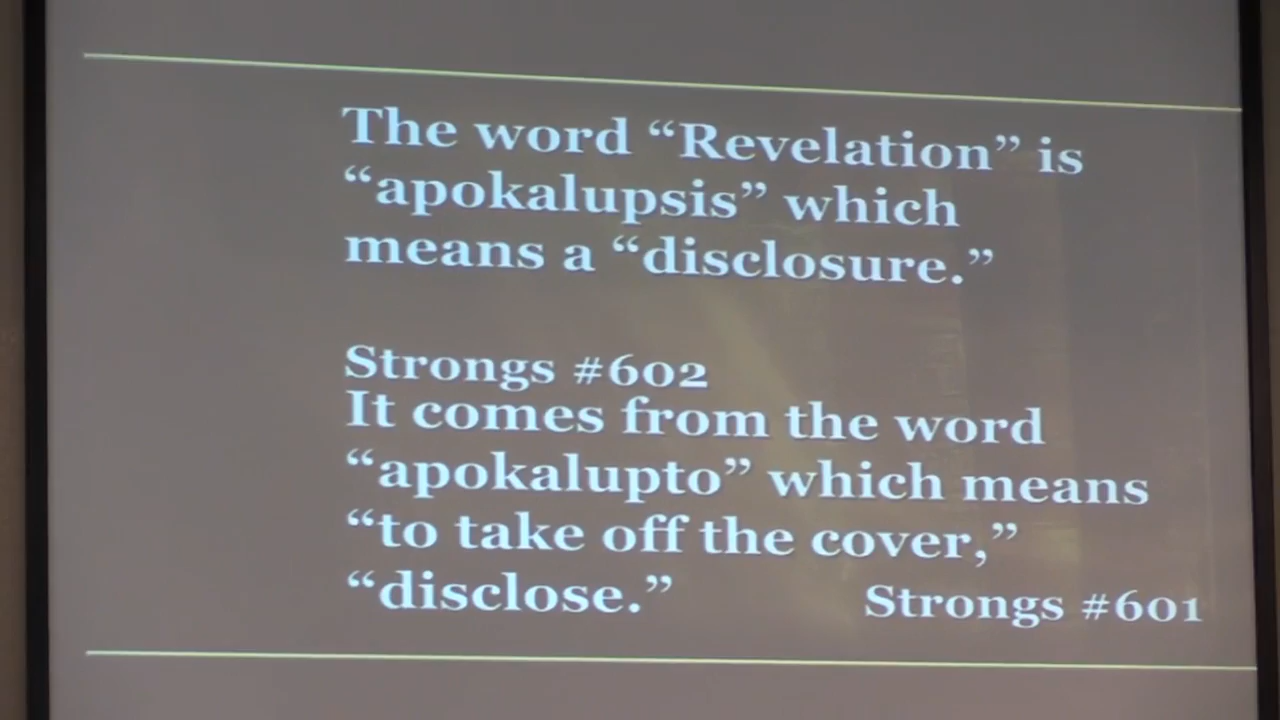 The word “Revelation” is
“apokalupsis” which
means a “disclosure.”
Strongs #602
It comes from the word
“apokalupto” which means
“to take off the cover,”
“disclose.” Strongs #601